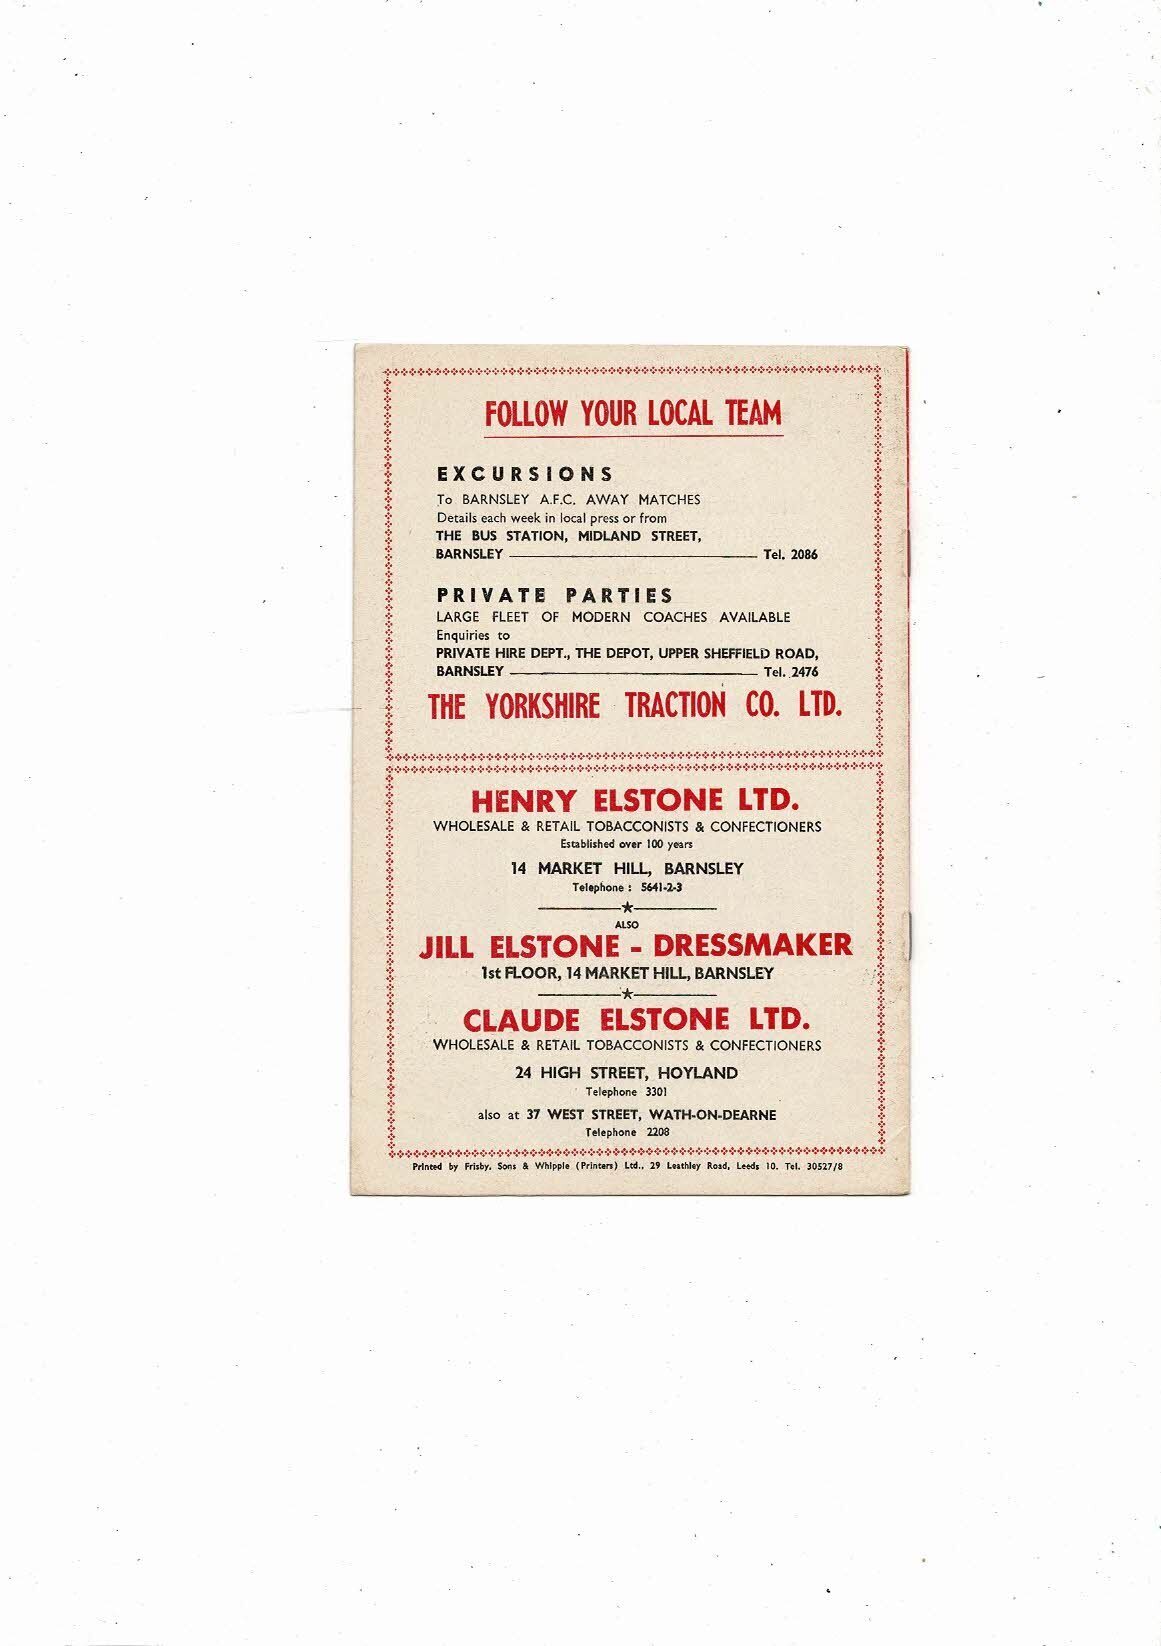 FOLLOW YOUR LOCAL TEAM
EXCURSIONS
To BARNSLEY A.F.C. AWAY MATCHES
Details each week in local press or from
THE BUS STATION, MIDLAND STREET,
BARNSLEY Tel. 2086
PRIVATE PARTIES
LARGE FLEET OF MODERN COACHES AVAILABLE
Enquiries to
PRIVATE HIRE DEPT., THE DEPOT, UPPER SHEFFIELD ROAD,
BARNSLEY Tel. 2476
THE YORKSHIRE TRACTION CO. LTD.
HENRY ELSTONE LTD.
WHOLESALE & RETAIL TOBACCONISTS & CONFECTIONERS
Established over 100 years
14 MARKET HILL, BARNSLEY
Telephone : 5641-2-3
ALSO
JILL ELSTONE - DRESSMAKER
1st FLOOR, 14 MARKET HILL, BARNSLEY
CLAUDE ELSTONE LTD.
WHOLESALE & RETAIL TOBACCONISTS & CONFECTIONERS
24 HIGH STREET, HOYLAND
Telephone 3301
also at 37 WEST STREET, WATH-ON-DEARNE
Telephone 2208
Printed by Frisby, Sons & Whipple (Printers) Ltd., 29 Leathley Road, Leeds 10. Tel. 30527/8